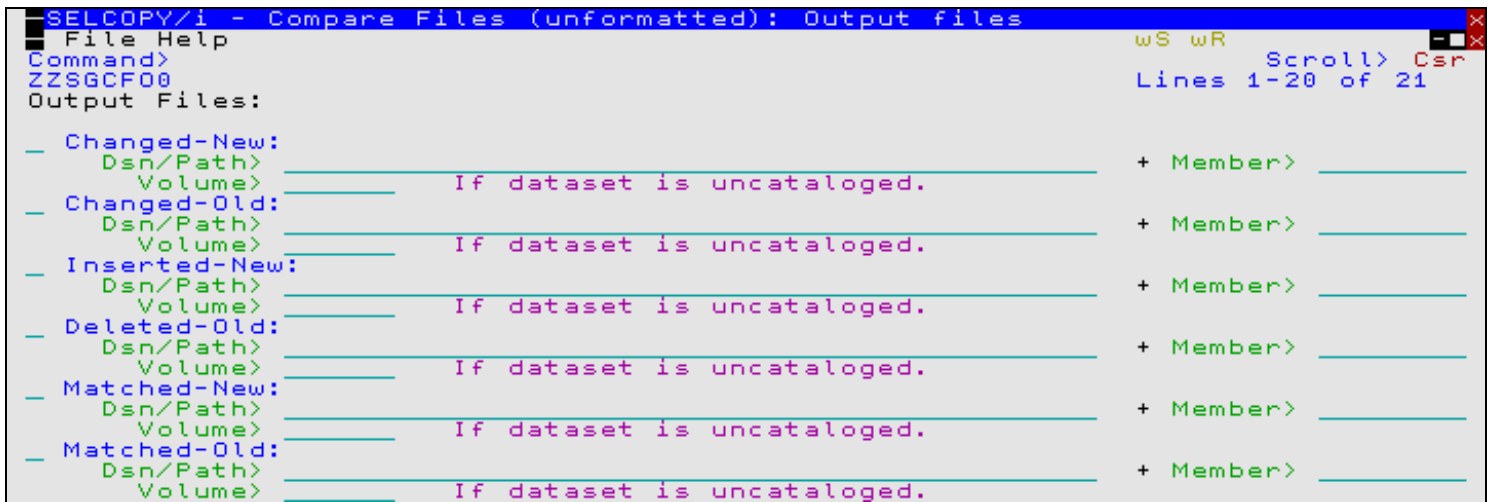 SELCOPY/i - Compare Files (unformatted): Output files
File Help wS wR
Command> Scroll> Csr
ZZSGCFO0 Lines 1-20 of 21
Output Files:
_ Changed-New:
Dsn/Path> + Member>
Volume> If dataset is uncataloged.
_ Changed-Old:
Dsn/Path> + Member>
Volume> If dataset is uncataloged.
_ Inserted-New:
Dsn/Path> + Member>
Volume> If dataset is uncataloged.
_ Deleted-Old:
Dsn/Path> + Member>
Volume> If dataset is uncataloged.
_ Matched-New:
Dsn/Path> + Member>
Volume> If dataset is uncataloged.
_ Matched-Old:
Dsn/Path> + Member>
Volume> If dataset is uncataloged.